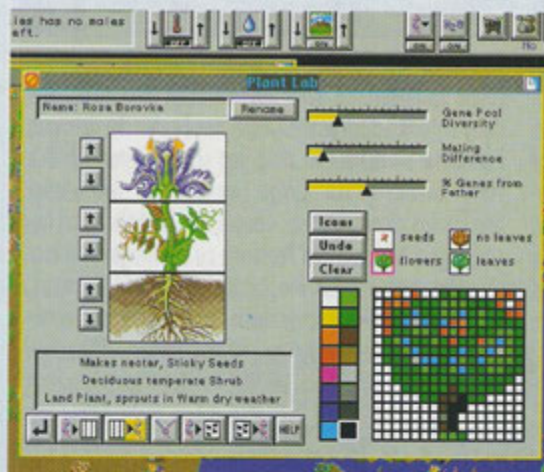 ies has no males
eft.
Plant Lab
Name: Roza Borovka
Rename
Gene Pool
Diversity
Mating
Difference
% Genes from
Father
Icons
Undo
Clear
seeds
no leaves
flowers
leaves
Makes nectar, Sticky Seeds
Deciduous temperate Shrub
Land Plant, sprouts in Warm dry weather
HELP